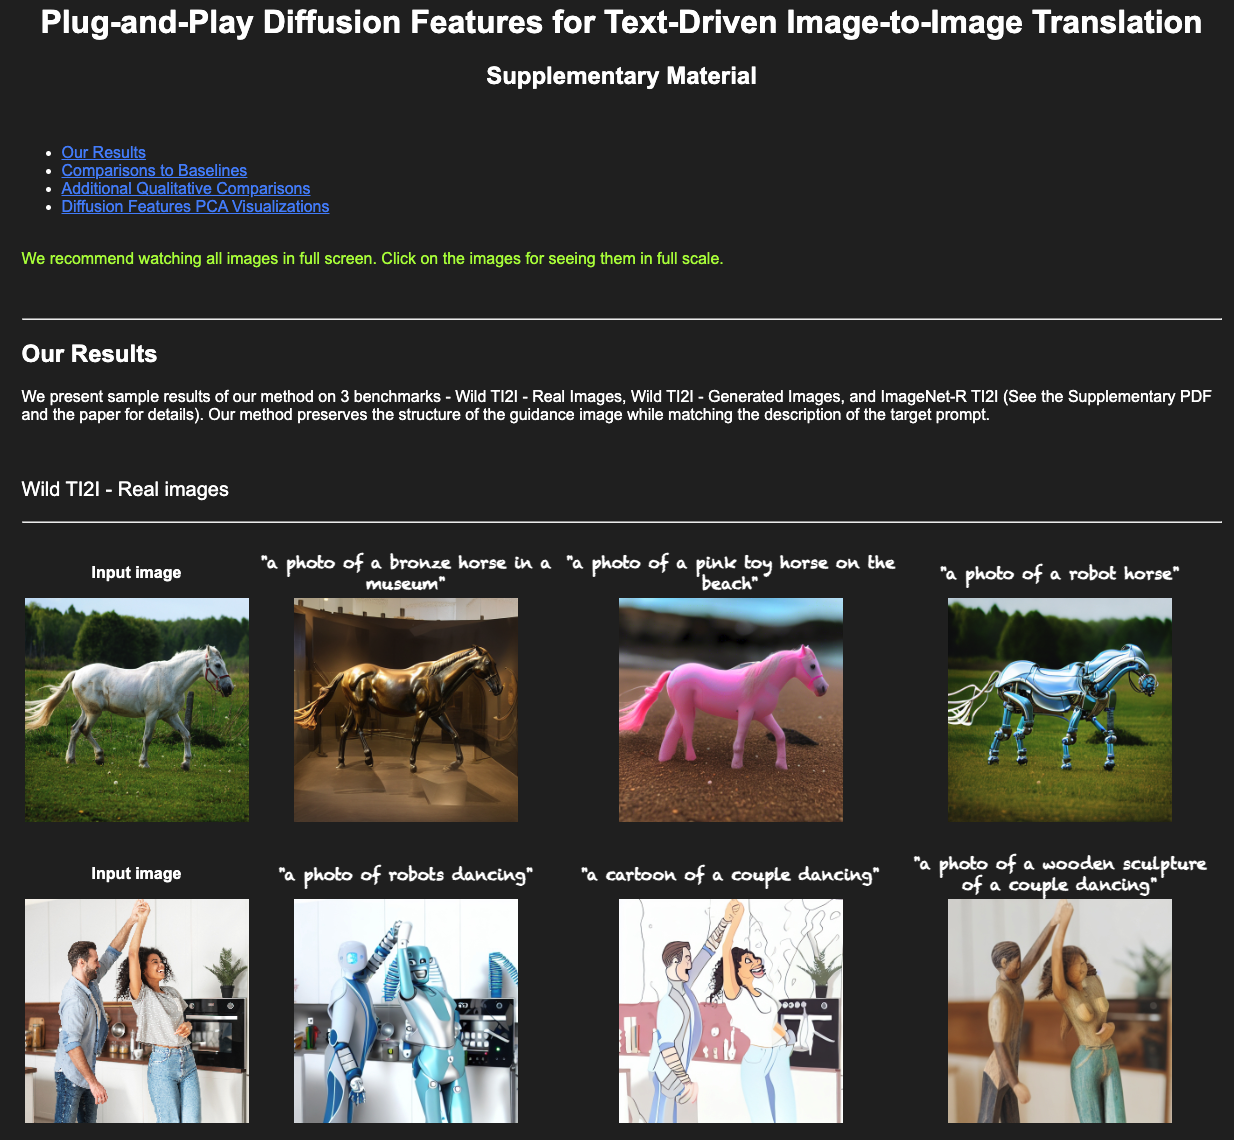 Plug-and-Play Diffusion Features for Text-Driven Image-to-Image Translation
Supplementary Material
Our Results
Comparisons to Baselines
Additional Qualitative Comparisons
Diffusion Features PCA Visualizations
We recommend watching all images in full screen. Click on the images for seeing them in full scale.
Our Results
We present sample results of our method on 3 benchmarks - Wild TI2I - Real Images, Wild TI2I - Generated Images, and ImageNet-R TI2I (See the Supplementary PDF
and the paper for details). Our method preserves the structure of the guidance image while matching the description of the target prompt.
Wild TI2I - Real images
Input image
"a photo of a bronze horse in a
museum"
"a photo of a pink toy horse on the
beach"
"a photo of a robot horse"
Input image
"a photo of robots dancing"
"a cartoon of a couple dancing"
"a photo of a wooden sculpture
of a couple dancing"